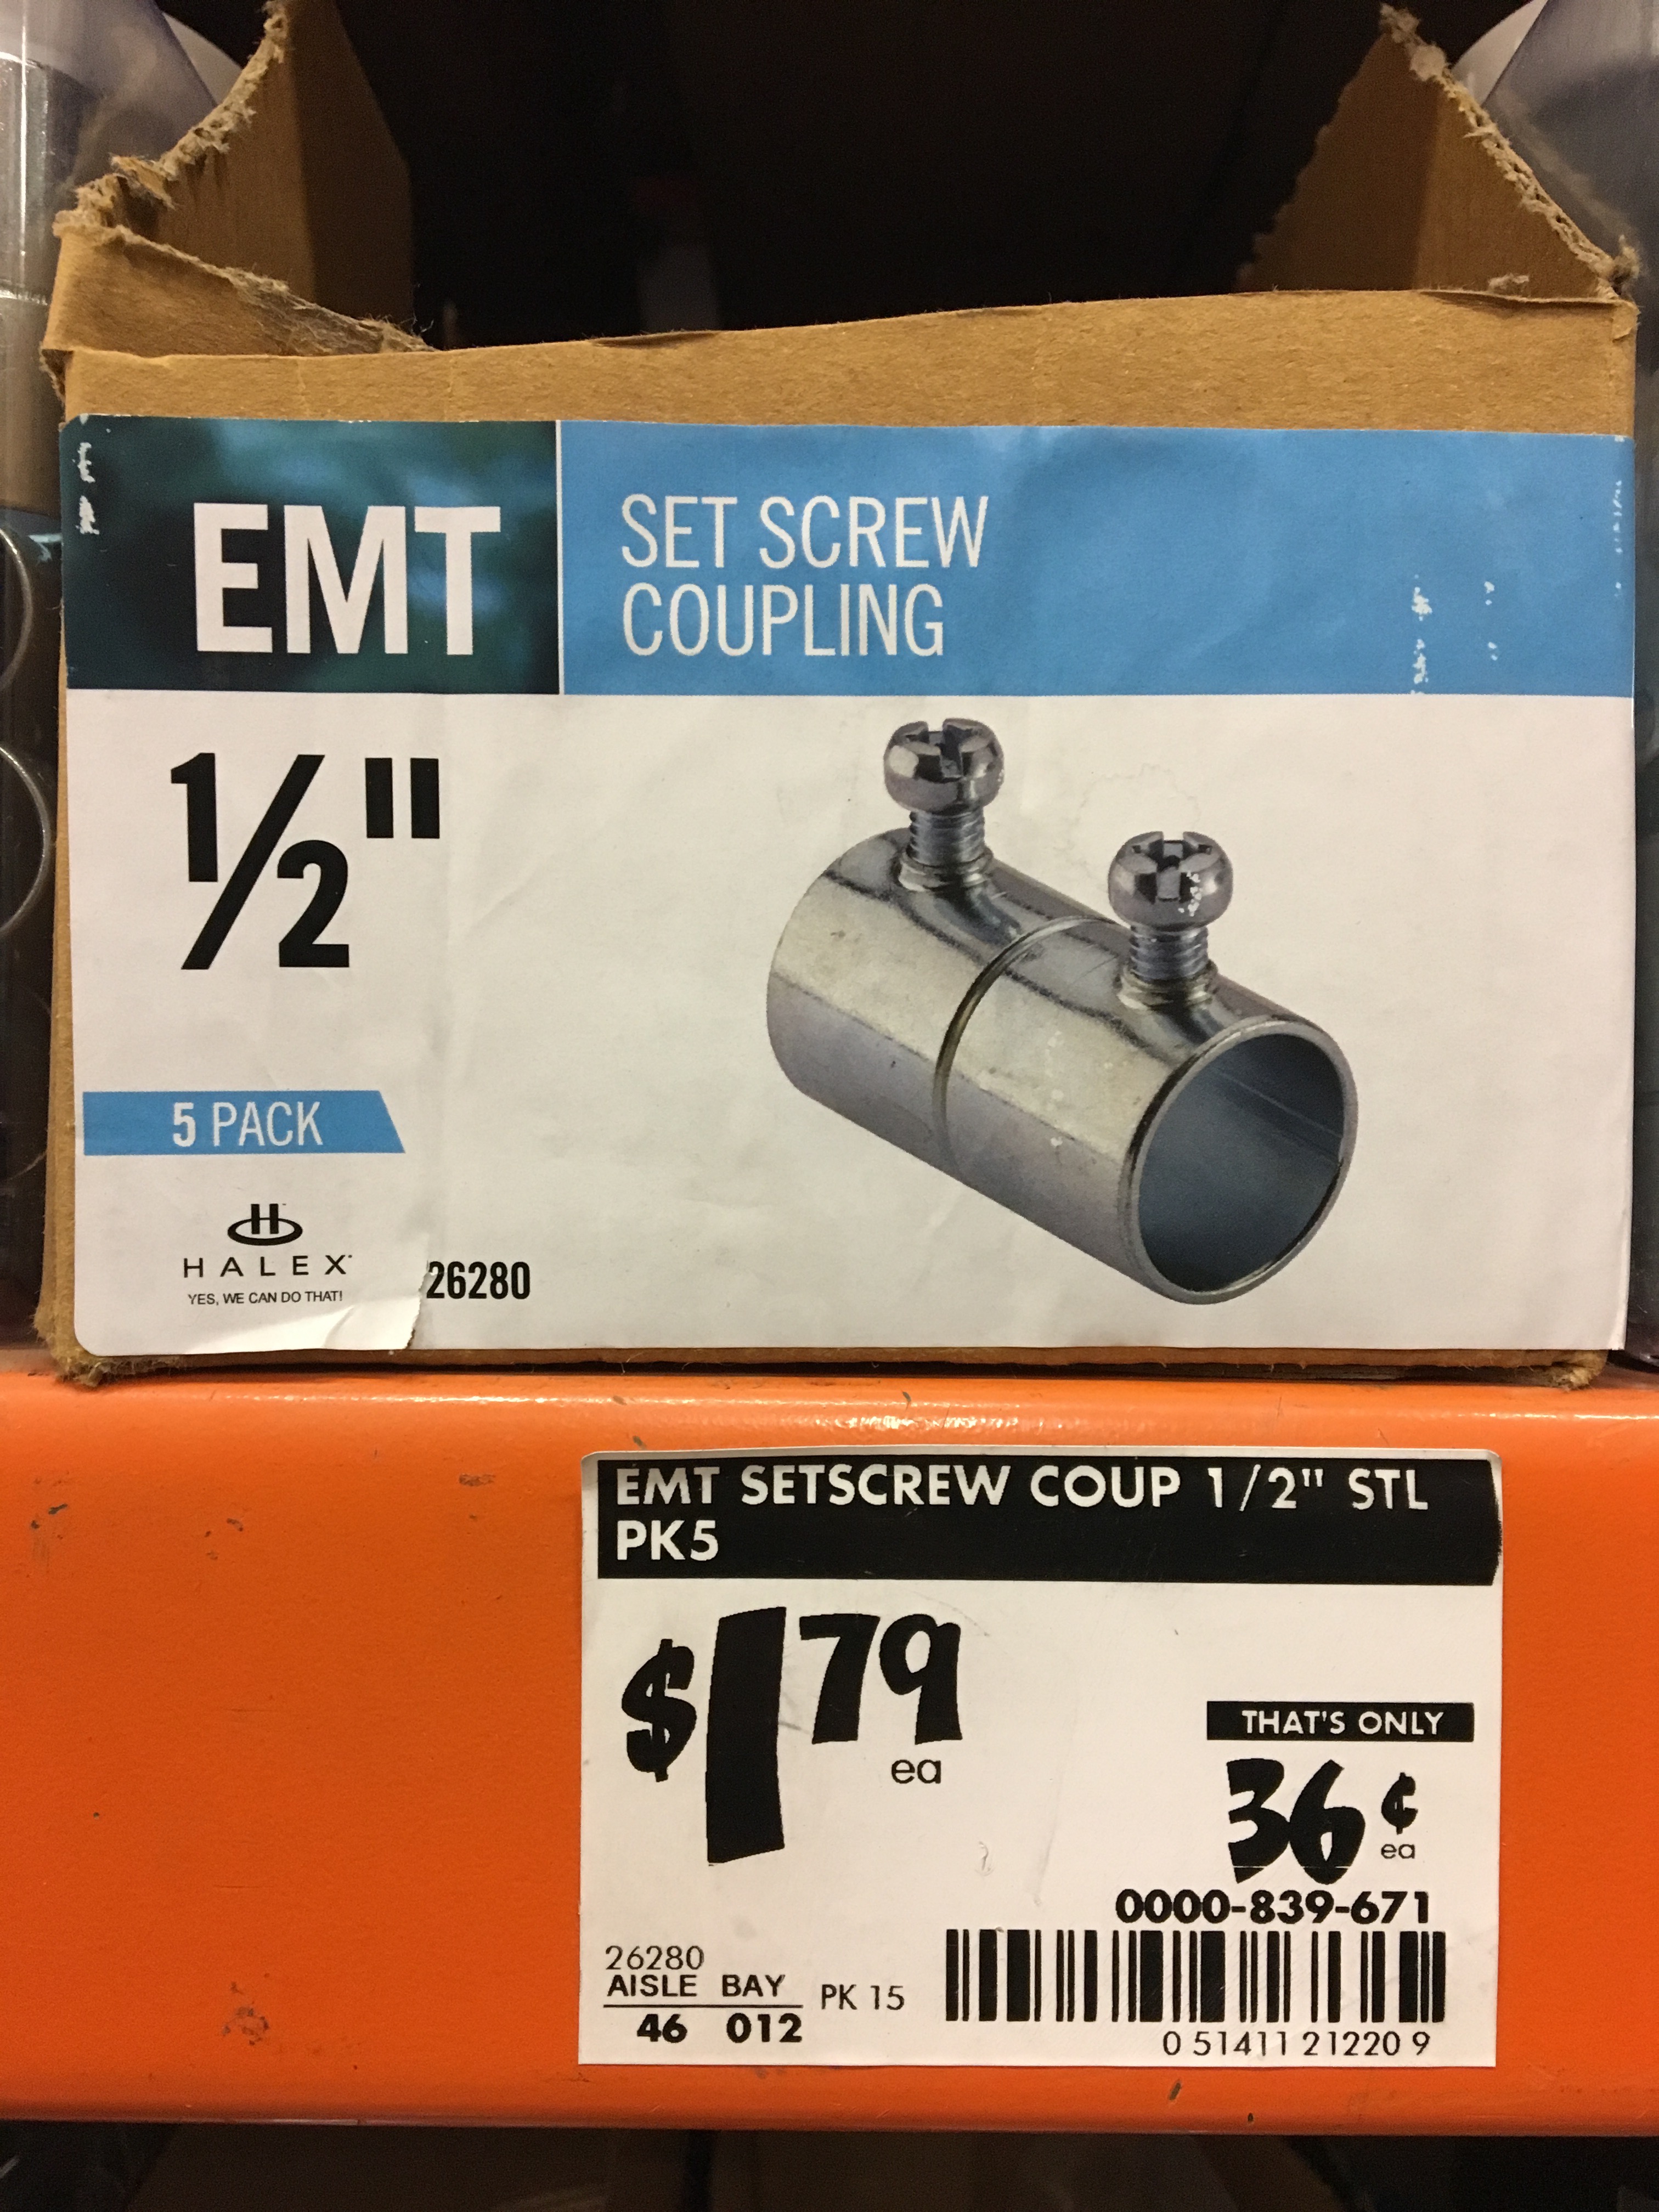 EMT
SET SCREW
COUPLING
1/2"
5 PACK
H
HALEX
YES, WE CAN DO THAT!
26280
EMT SETSCREW COUP 1/2" STL
PK5
$1 79
ea
THAT'S ONLY
36¢
ea
0000-839-671
26280
AISLE BAY
46 012
PK 15
0 51411 21220 9